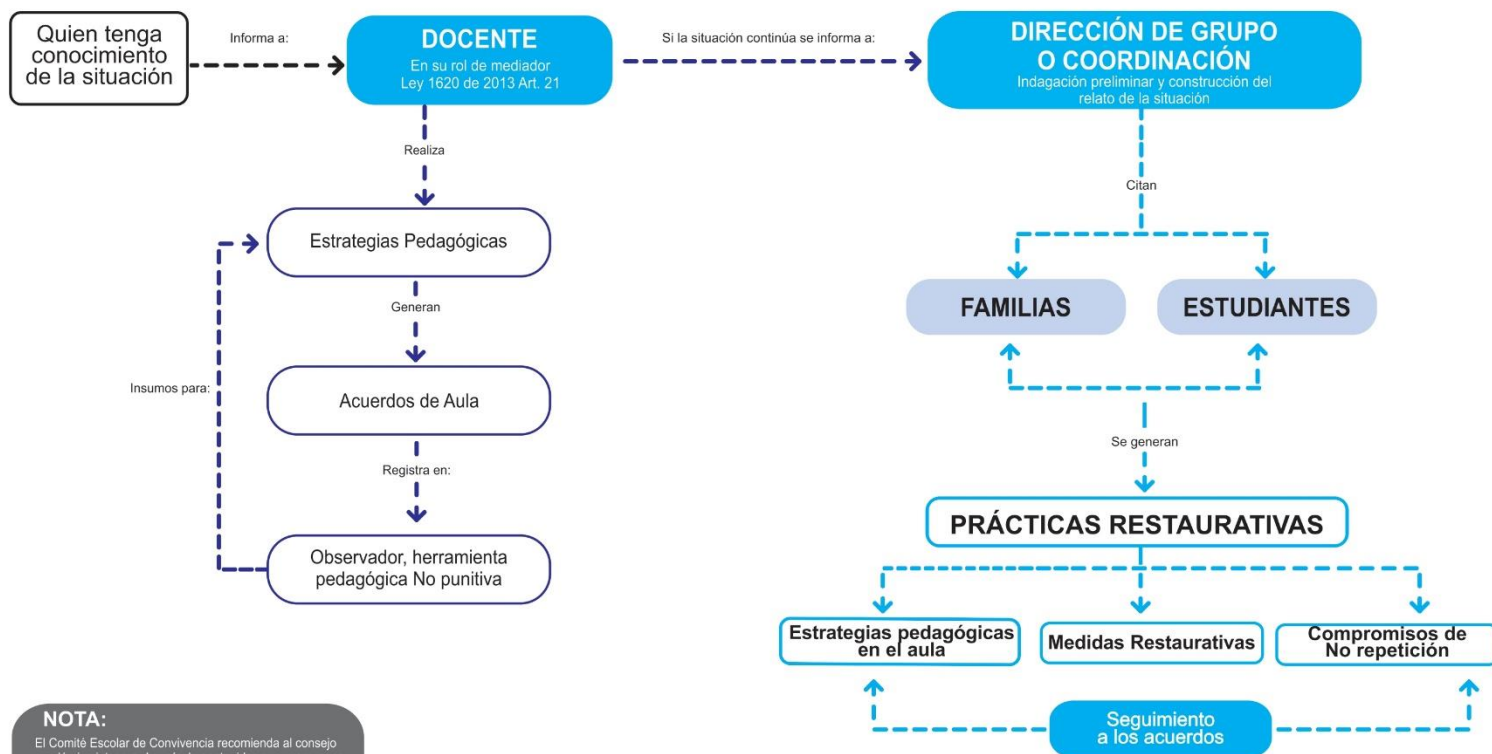 Quien tenga
conocimiento
de la situación
Informa a:
DOCENTE
En su rol de mediador
Ley 1620 de 2013 Art. 21
Si la situación continúa se informa a:
DIRECCIÓN DE GRUPO
O COORDINACIÓN
Indagación preliminar y construcción del
relato de la situación
Realiza
Citan
Estrategias Pedagógicas
Generan
FAMILIAS
ESTUDIANTES
Insumos para:
Acuerdos de Aula
Registra en:
Se generan
PRÁCTICAS RESTAURATIVAS
Observador, herramienta
pedagógica No punitiva
Estrategias pedagógicas
en el aula
Medidas Restaurativas
Compromisos de
No repetición
Seguimiento
a los acuerdos
NOTA:
El Comité Escolar de Convivencia recomienda al consejo